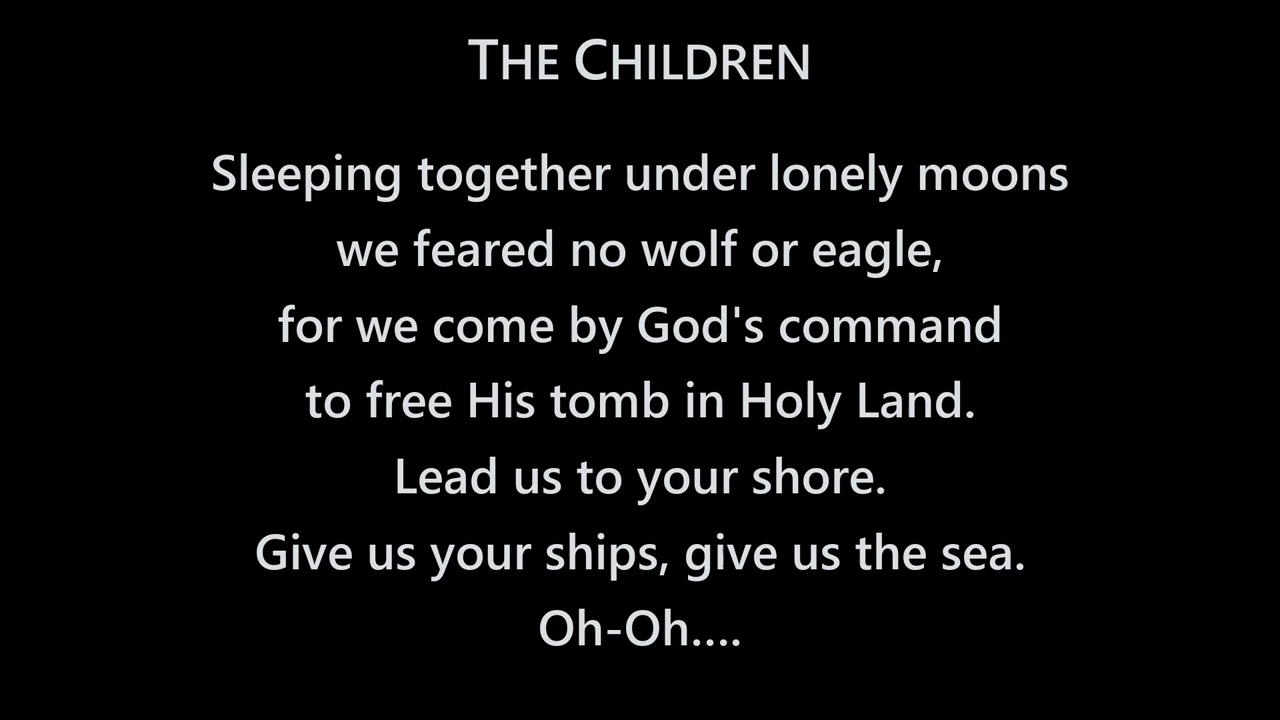 THE CHILDREN
Sleeping together under lonely moons
we feared no wolf or eagle,
for we come by God's command
to free His tomb in Holy Land.
Lead us to your shore.
Give us your ships, give us the sea.
Oh-Oh....